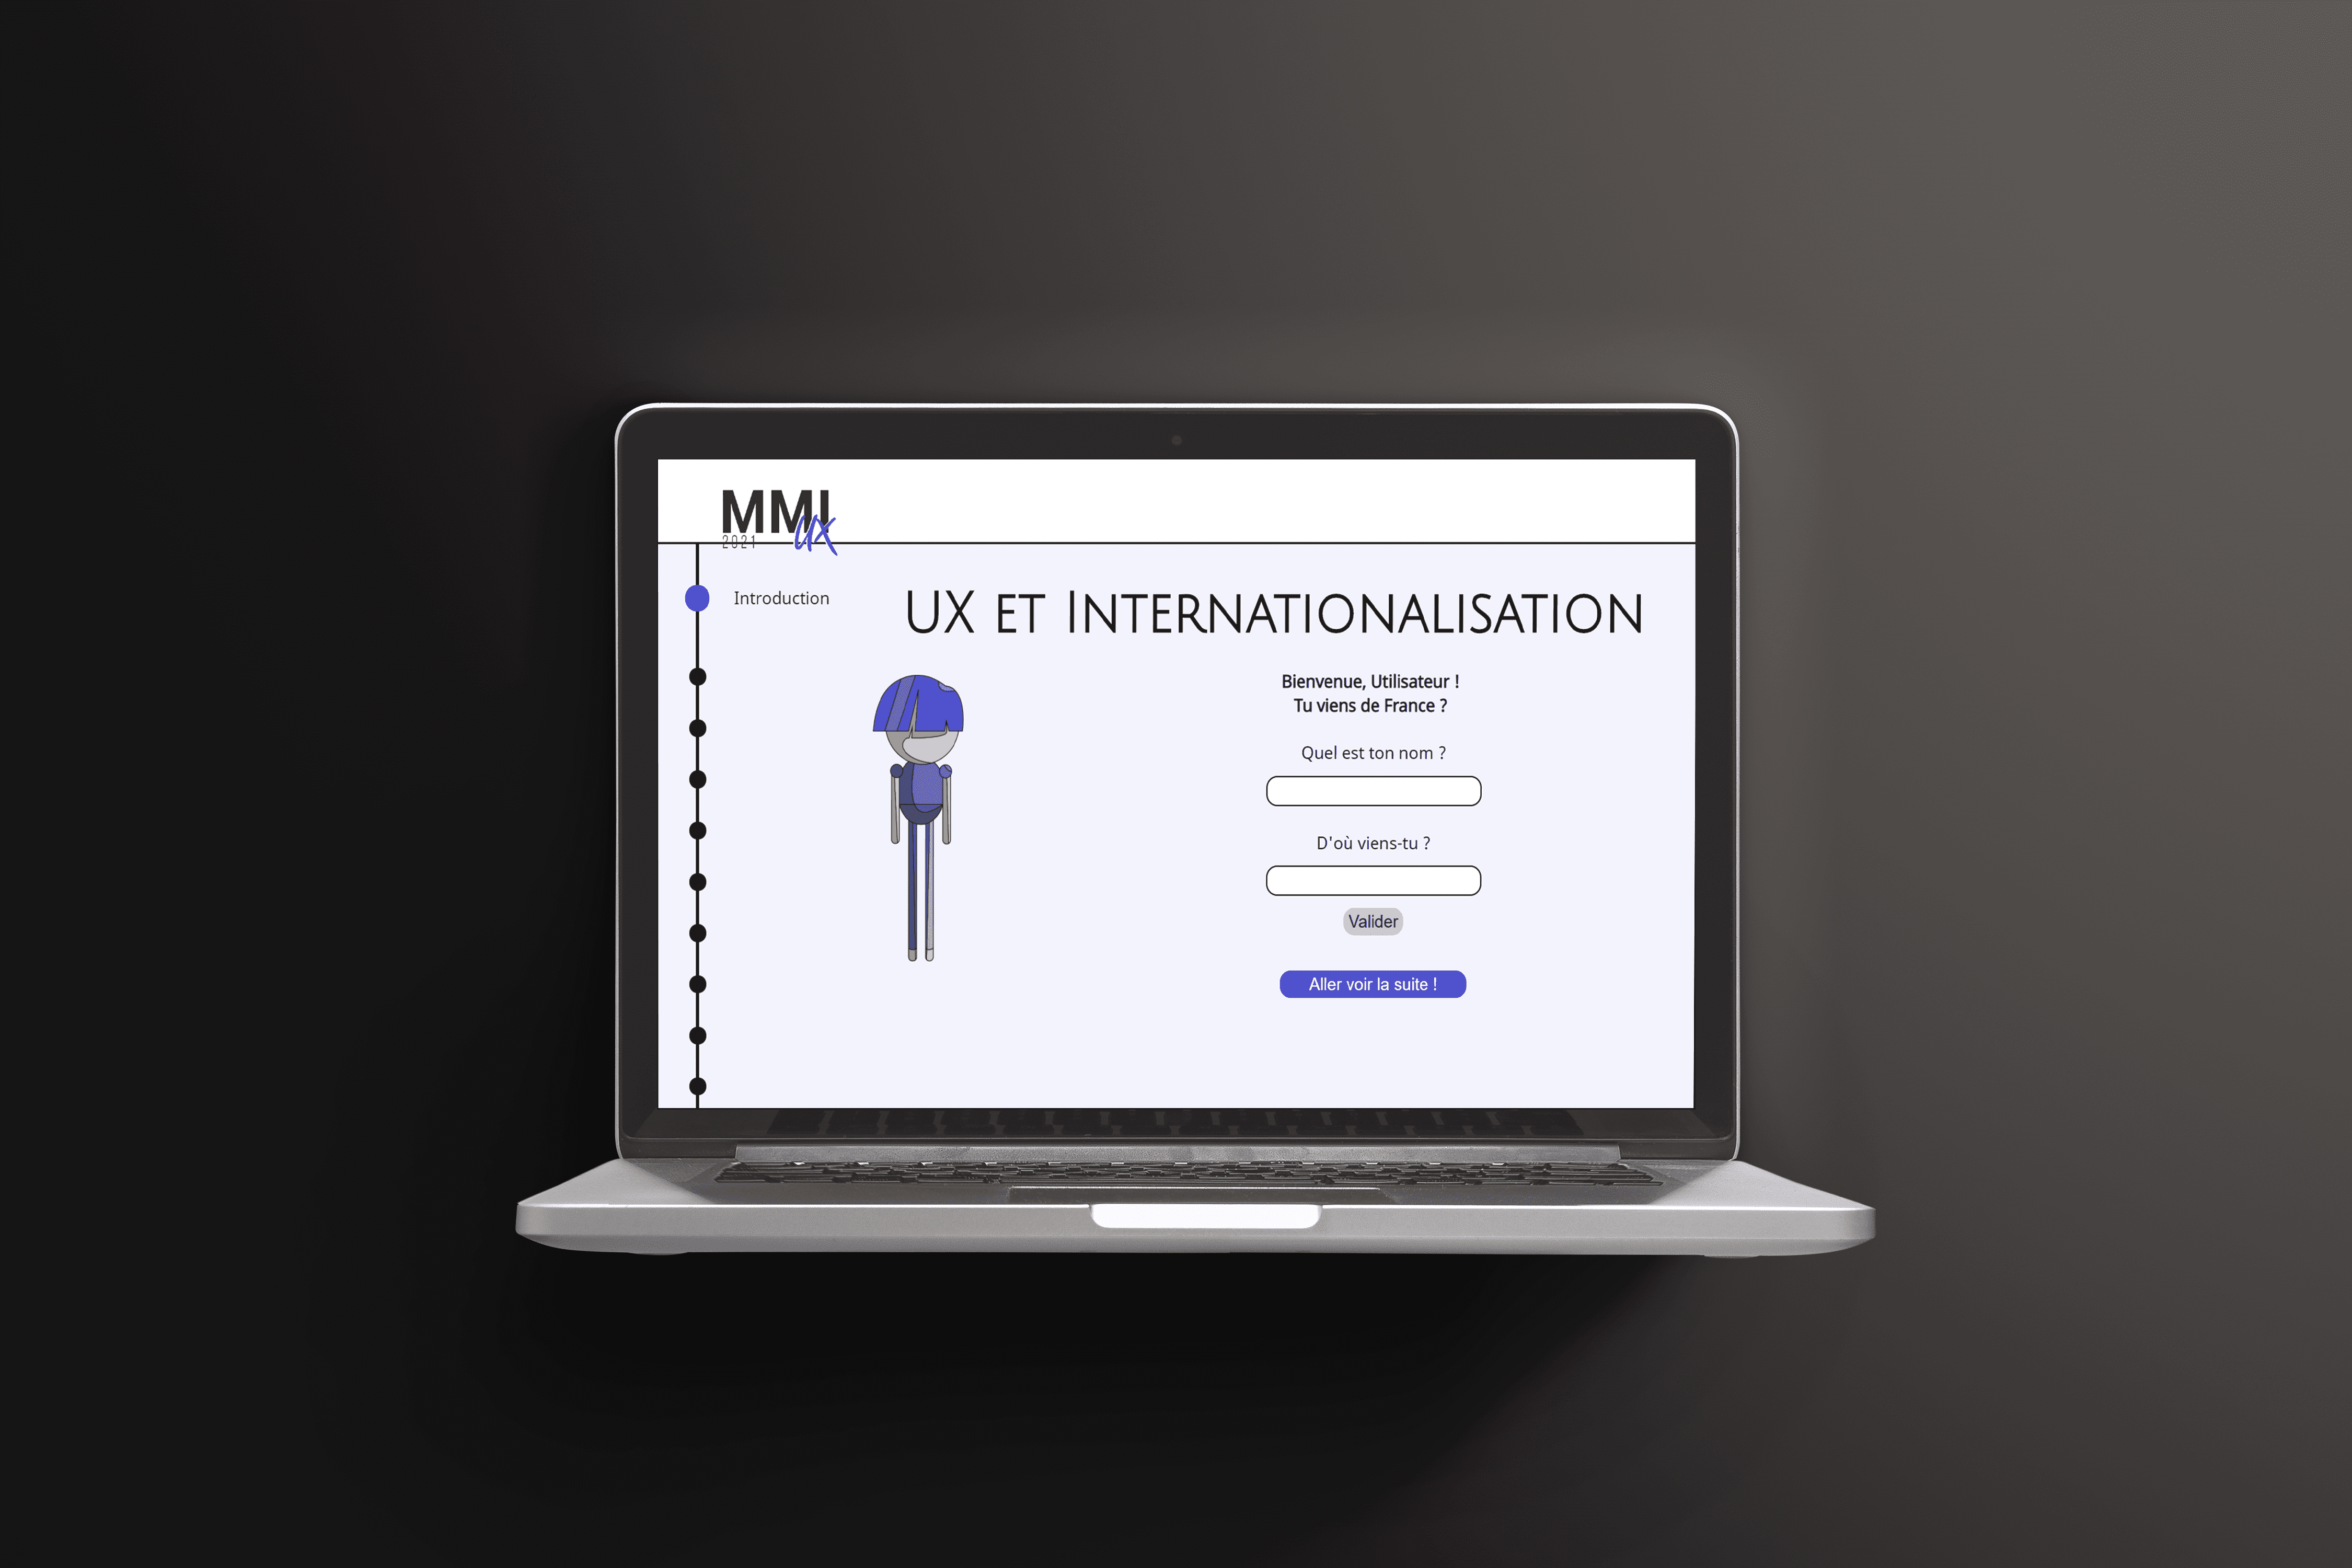 MMI
UX
2021
Introduction
UX et Internationalisation
Bienvenue, Utilisateur !
Tu viens de France ?
Quel est ton nom ?
D'où viens-tu ?
Valider
Aller voir la suite !